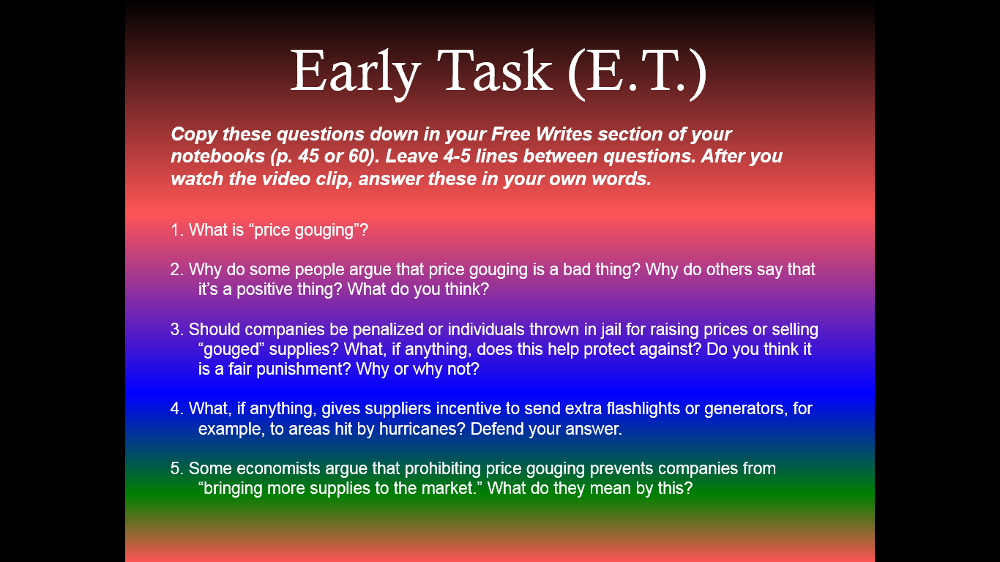 Early Task (E.T.)
Copy these questions down in your Free Writes section of your
notebooks (p. 45 or 60). Leave 4-5 lines between questions. After you
watch the video clip, answer these in your own words.
1. What is “price gouging”?
2. Why do some people argue that price gouging is a bad thing? Why do others say that
it’s a positive thing? What do you think?
3. Should companies be penalized or individuals thrown in jail for raising prices or selling
“gouged” supplies? What, if anything, does this help protect against? Do you think it
is a fair punishment? Why or why not?
4. What, if anything, gives suppliers incentive to send extra flashlights or generators, for
example, to areas hit by hurricanes? Defend your answer.
5. Some economists argue that prohibiting price gouging prevents companies from
“bringing more supplies to the market.” What do they mean by this?